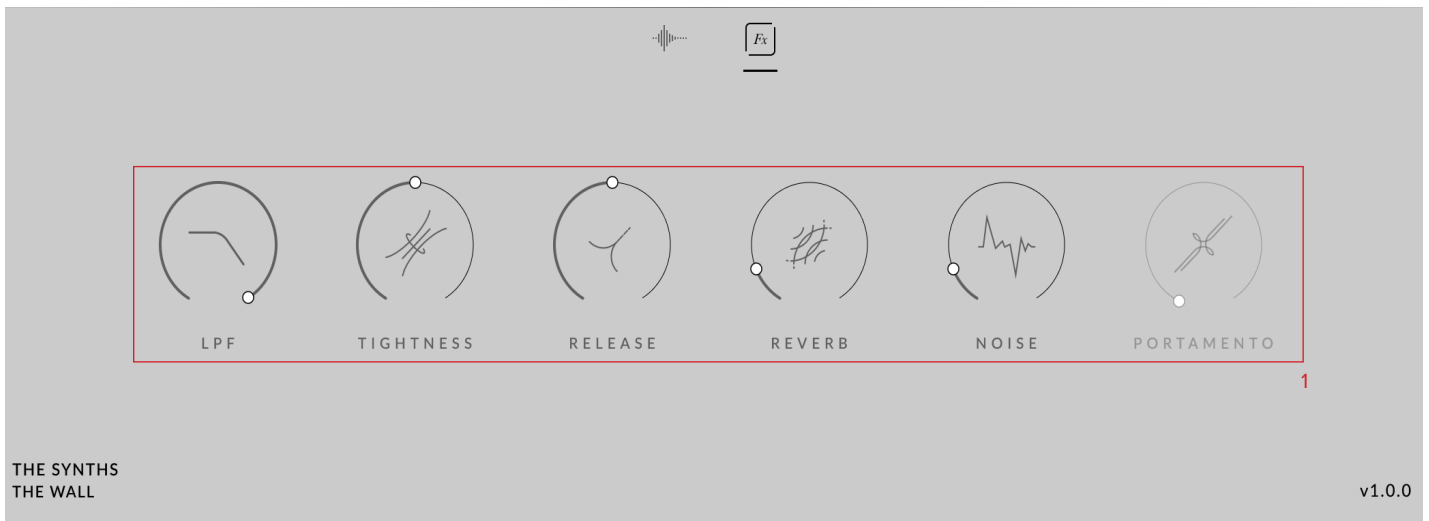 Fx
LPF TIGHTNESS RELEASE REVERB NOISE PORTAMENTO
1
THE SYNTHS
THE WALL
v1.0.0